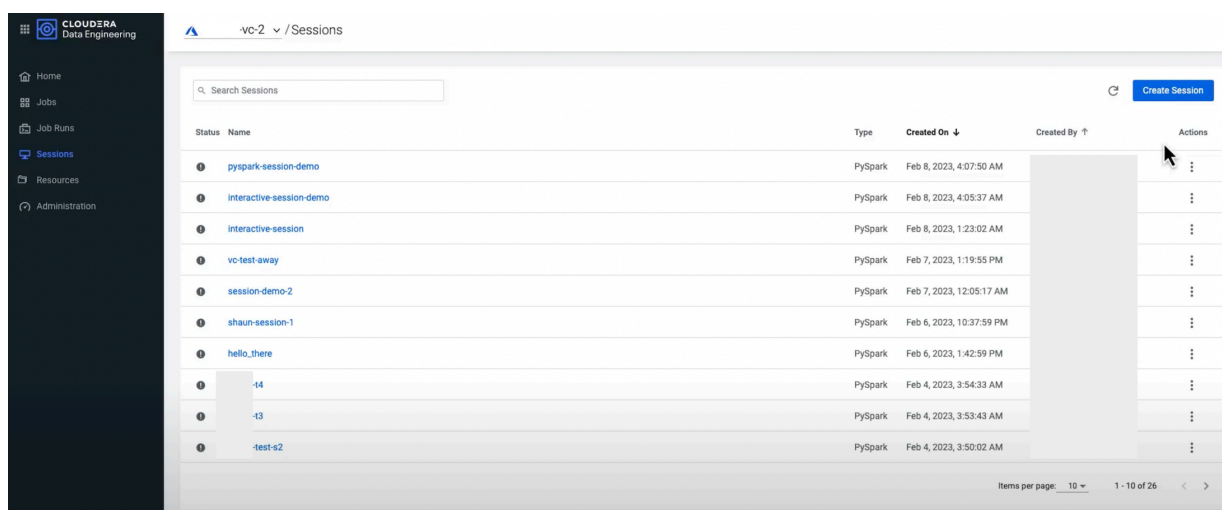 CLOUDERA
Data Engineering
-vc-2 / Sessions
Home
Jobs
Job Runs
Sessions
Resources
Administration
Search Sessions
Create Session
Status Name Type Created On ↓ Created By ↑ Actions
pyspark-session-demo PySpark Feb 8, 2023, 4:07:50 AM
interactive-session-demo PySpark Feb 8, 2023, 4:05:37 AM
interactive-session PySpark Feb 8, 2023, 1:23:02 AM
vc-test-away PySpark Feb 7, 2023, 1:19:55 PM
session-demo-2 PySpark Feb 7, 2023, 12:05:17 AM
shaun-session-1 PySpark Feb 6, 2023, 10:37:59 PM
hello_there PySpark Feb 6, 2023, 1:42:59 PM
-t4 PySpark Feb 4, 2023, 3:54:33 AM
-t3 PySpark Feb 4, 2023, 3:53:43 AM
-test-s2 PySpark Feb 4, 2023, 3:50:02 AM
Items per page: 10 1 - 10 of 26